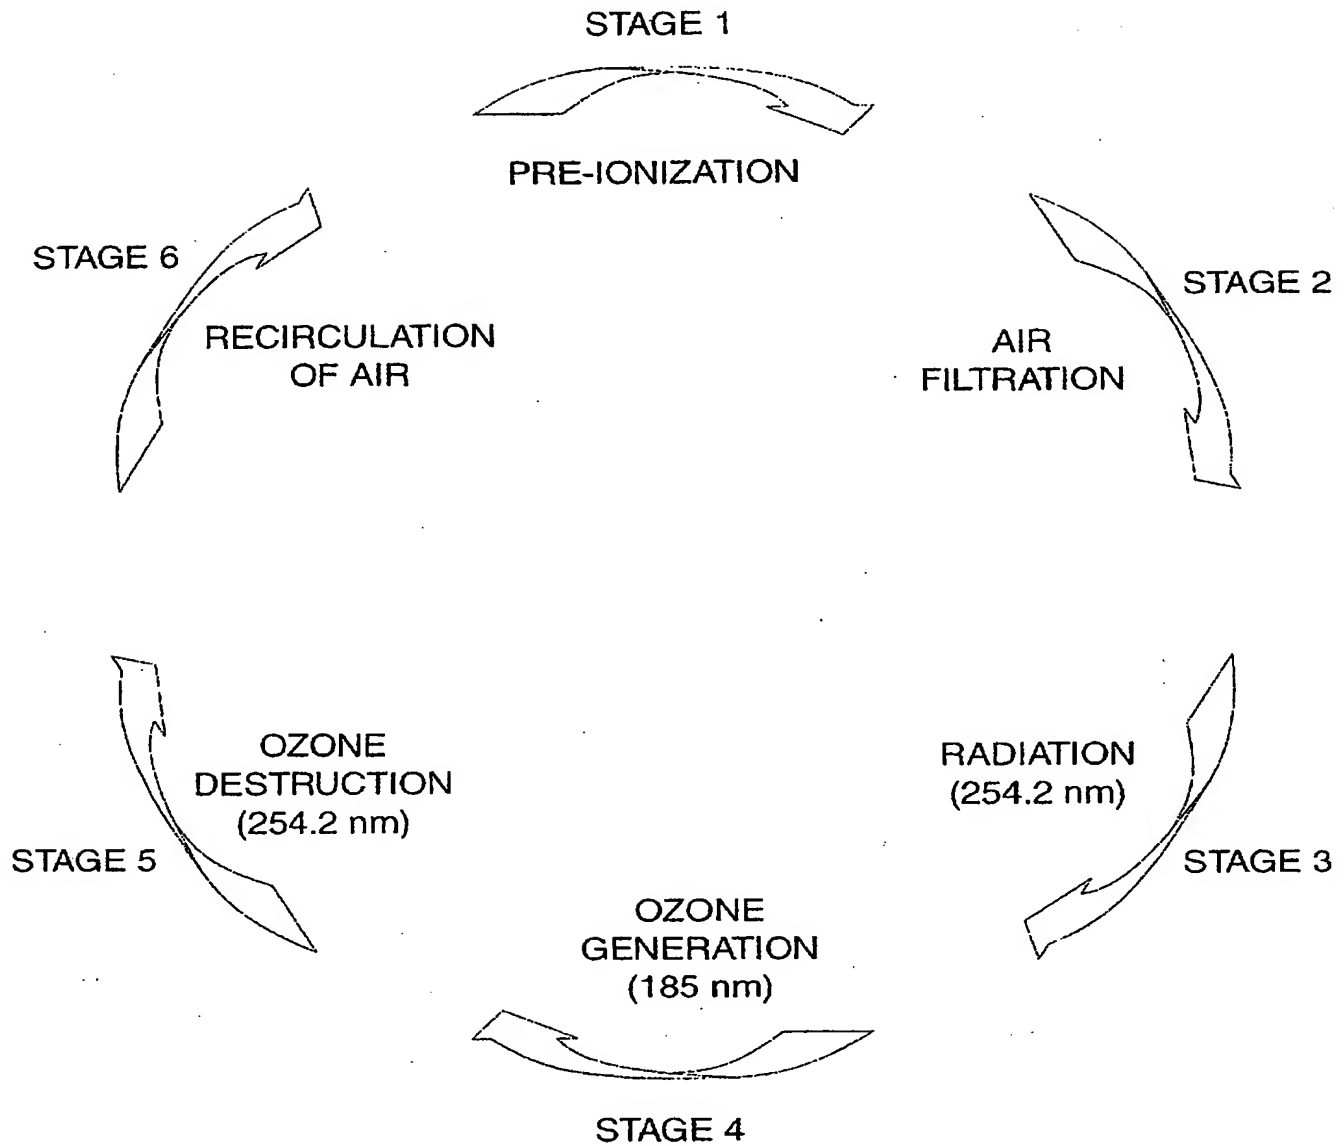 STAGE 1
PRE-IONIZATION
STAGE 2
AIR
FILTRATION
STAGE 3
RADIATION
(254.2 nm)
STAGE 4
OZONE
GENERATION
(185 nm)
STAGE 5
OZONE
DESTRUCTION
(254.2 nm)
STAGE 6
RECIRCULATION
OF AIR